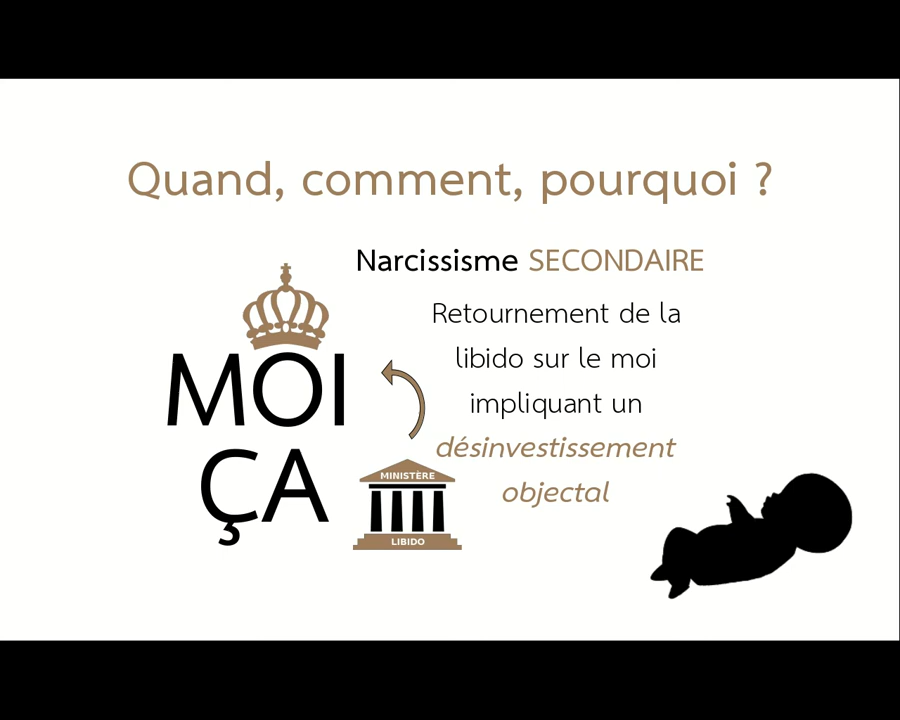 Quand, comment, pourquoi ?
Narcissisme SECONDAIRE
Retournement de la
libido sur le moi
impliquant un
désinvestissement
objectal
MOI
ÇA
MINISTÈRE
LIBIDO